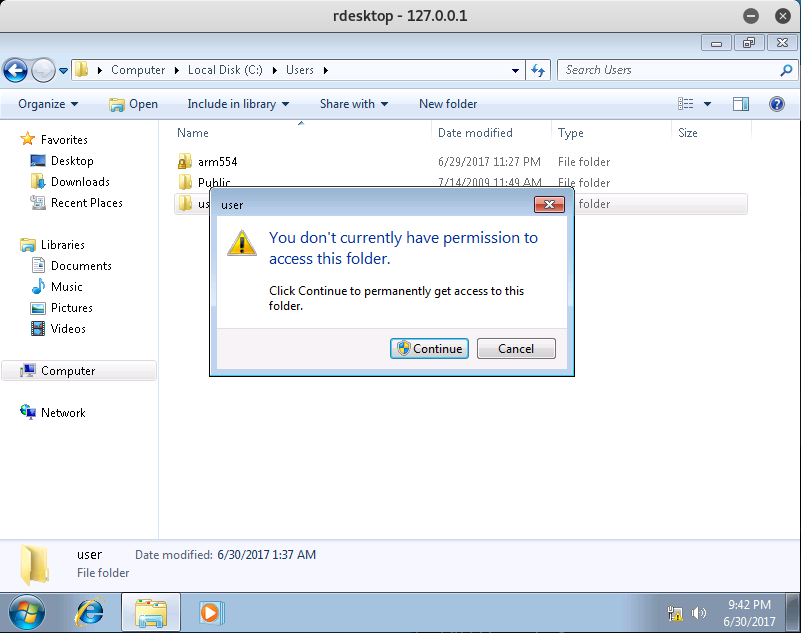 rdesktop - 127.0.0.1
Computer
Local Disk (C:)
Users
Search Users
Organize
Open
Include in library
Share with
New folder
Name
Date modified
Type
Size
Favorites
Desktop
Downloads
Recent Places
Libraries
Documents
Music
Pictures
Videos
Computer
Network
arm554 6/29/2017 11:27 PM File folder
Public 7/14/2009 11:49 AM File folder
folder
user
You don't currently have permission to
access this folder.
Click Continue to permanently get access to this
folder.
Continue
Cancel
user Date modified: 6/30/2017 1:37 AM
File folder
9:42 PM
6/30/2017